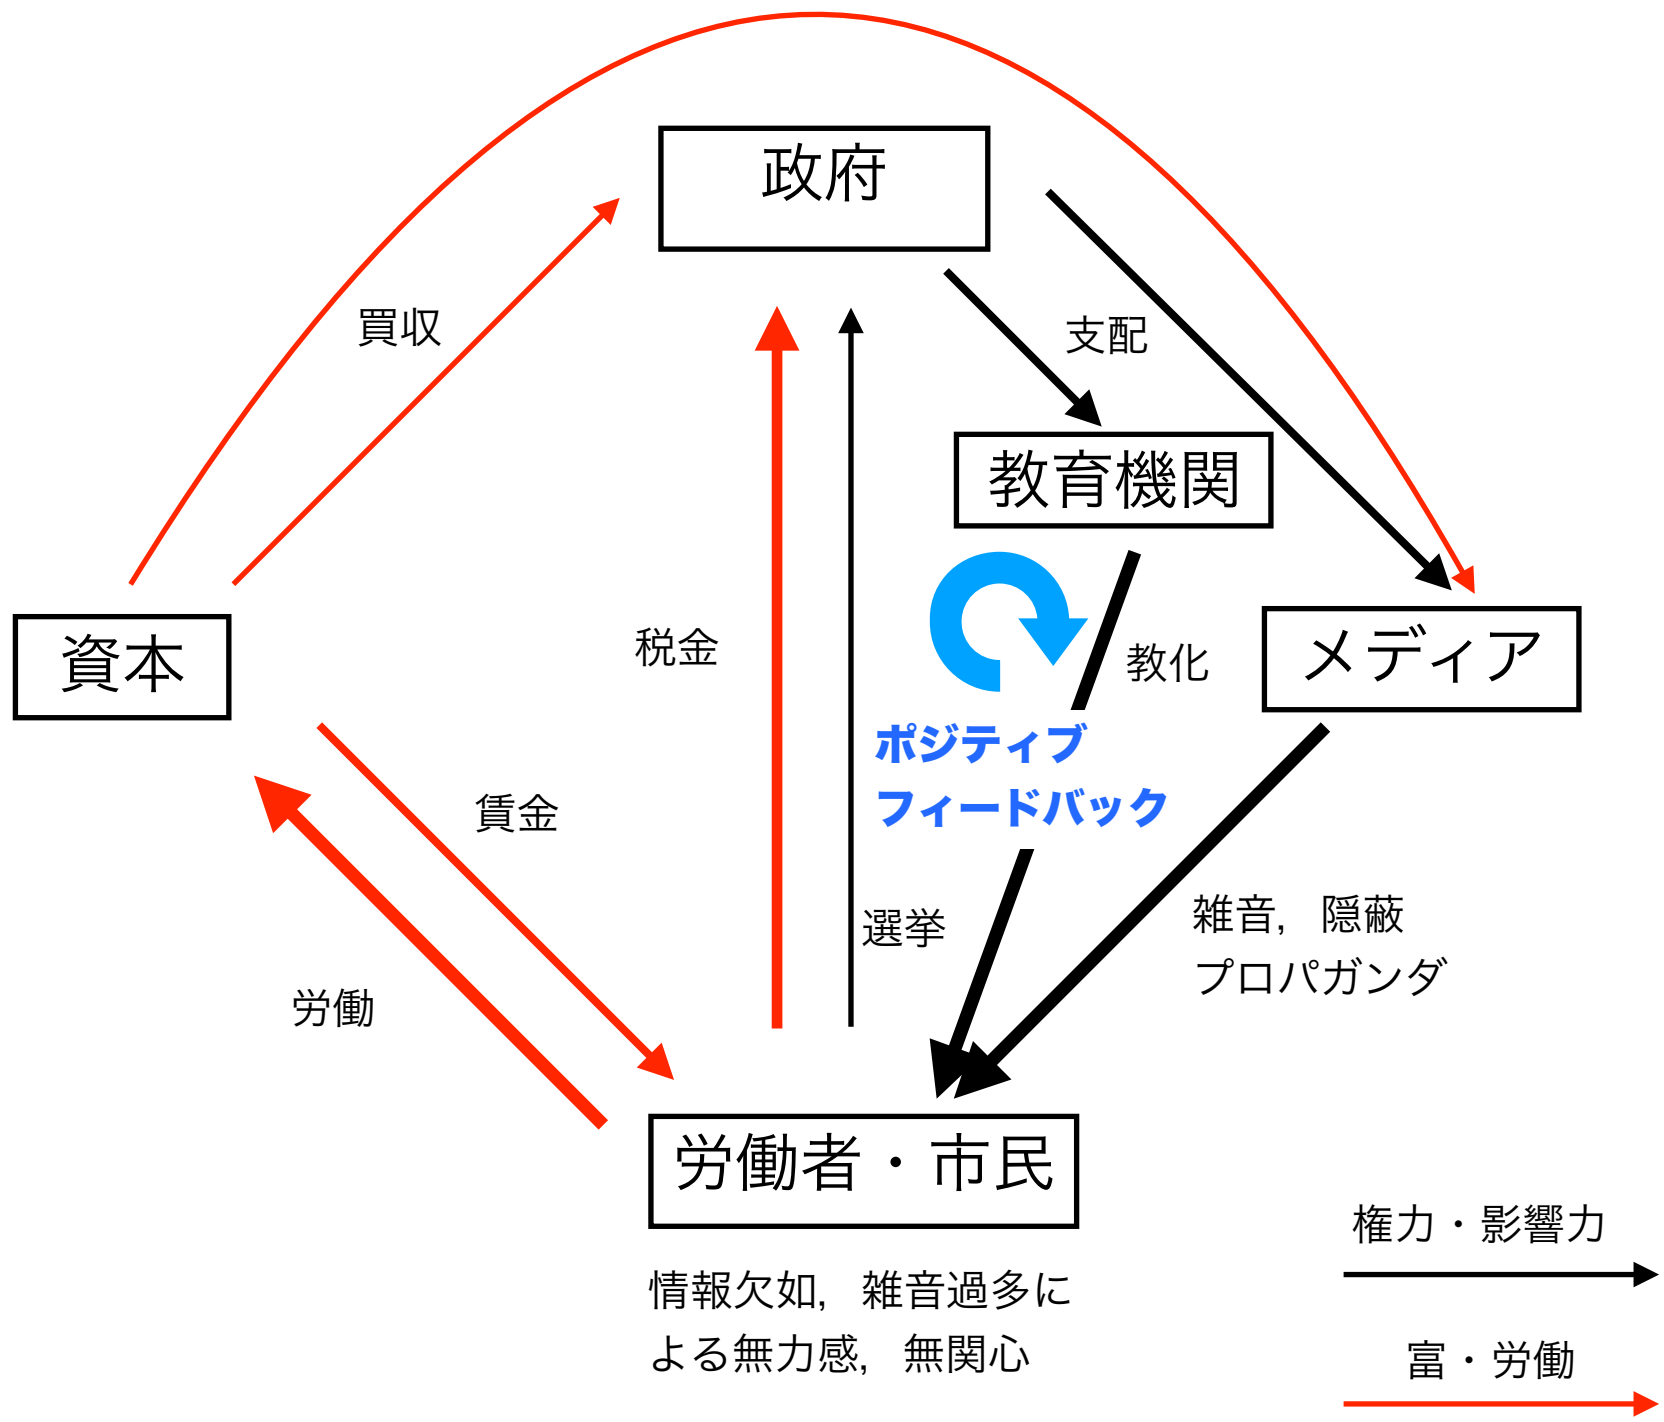 政府
買収
支配
教育機関
資本
税金
教化
メディア
ポジティブ
フィードバック
賃金
選挙
雑音，隠蔽
プロパガンダ
労働
労働者・市民
情報欠如，雑音過多に
よる無力感，無関心
権力・影響力
富・労働